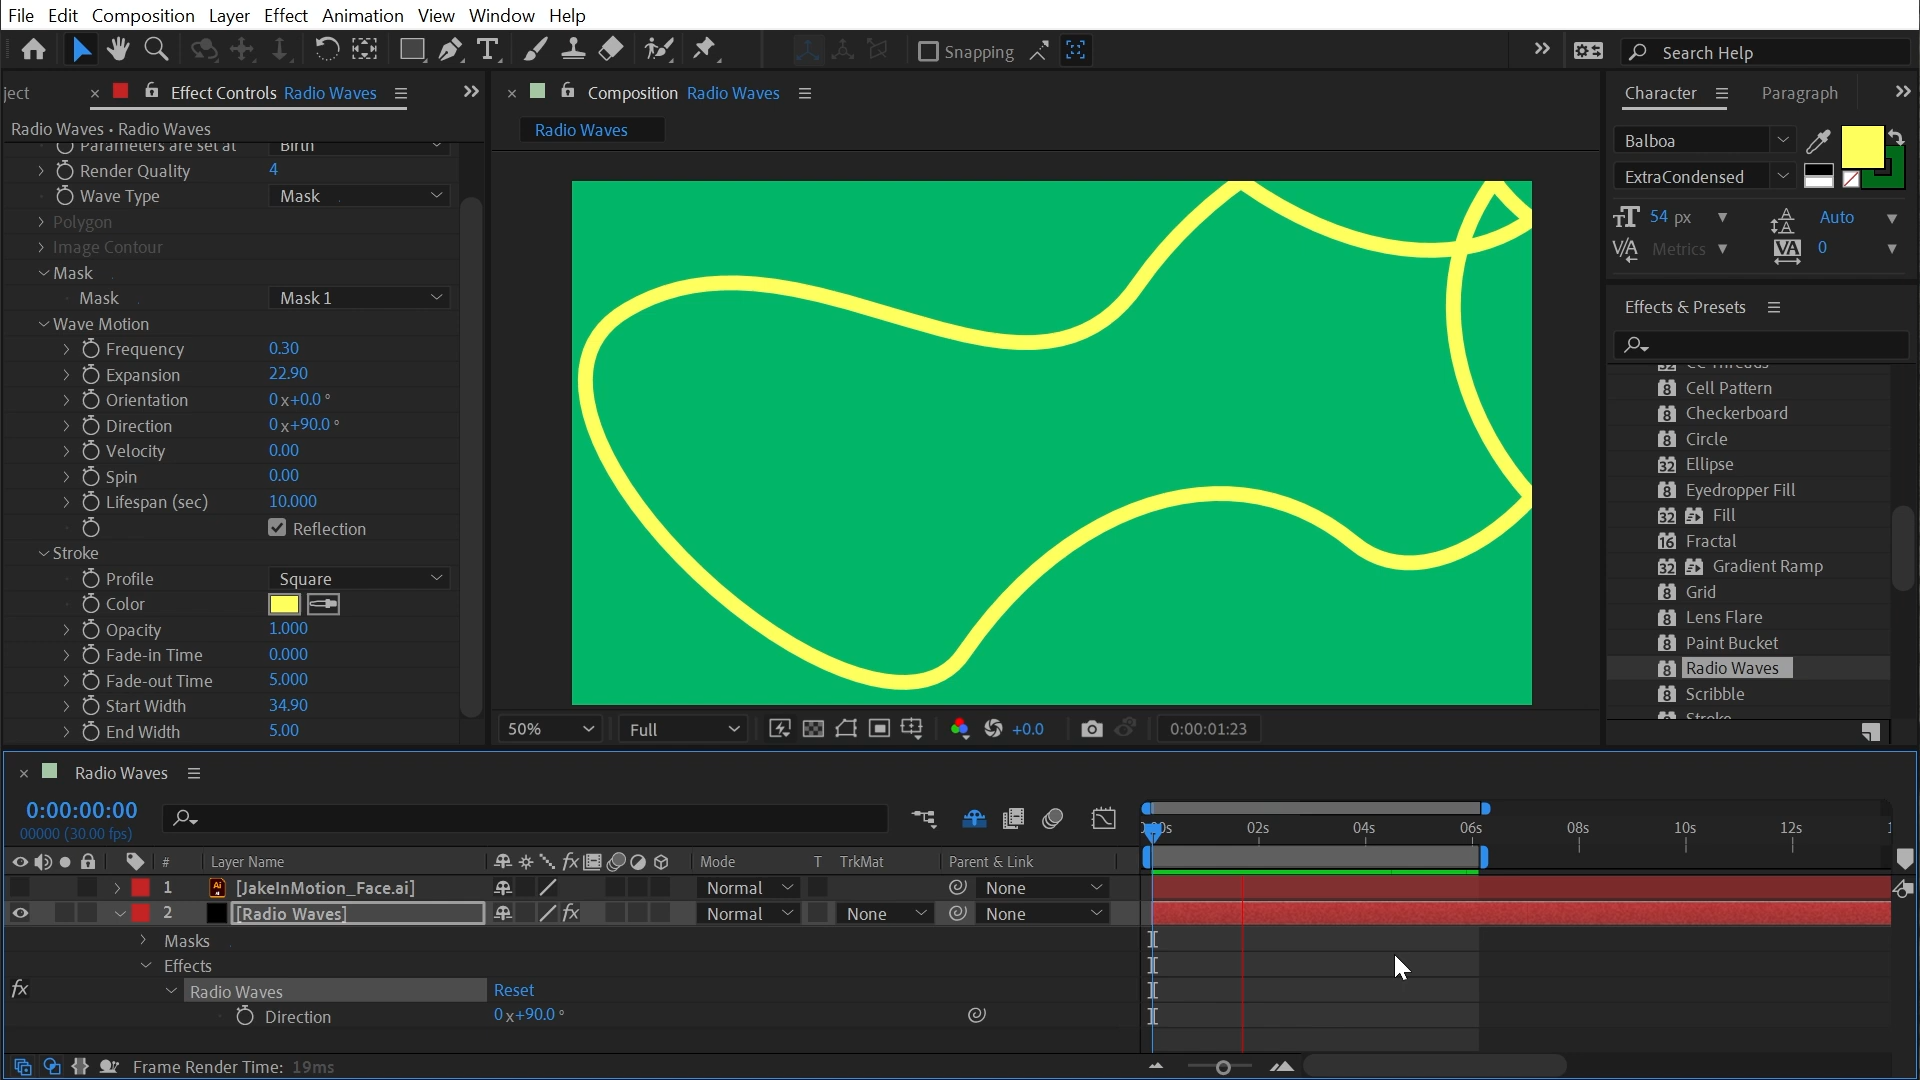 File Edit Composition Layer Effect Animation View Window Help
Snapping
Search Help
ject
Effect Controls Radio Waves
Composition Radio Waves
Character Paragraph
Radio Waves • Radio Waves
Radio Waves
Parameters are set at Birth
Render Quality 4
Wave Type Mask
Polygon
Image Contour
Mask
Mask Mask 1
Wave Motion
Frequency 0.30
Expansion 22.90
Orientation 0x+0.0°
Direction 0x+90.0°
Velocity 0.00
Spin 0.00
Lifespan (sec) 10.000
Reflection
Stroke
Profile Square
Color
Opacity 1.000
Fade-in Time 0.000
Fade-out Time 5.000
Start Width 34.90
End Width 5.00
50% Full +0.0 0:00:01:23
Balboa
ExtraCondensed
54 px Auto
Metrics 0
Effects & Presets
CC Threads
Cell Pattern
Checkerboard
Circle
Ellipse
Eyedropper Fill
Fill
Fractal
Gradient Ramp
Grid
Lens Flare
Paint Bucket
Radio Waves
Scribble
Stroke
Radio Waves
0:00:00:00
00000 (30.00 fps)
02s 04s 06s 08s 10s 12s
# Layer Name Mode T TrkMat Parent & Link
1 [JakeInMotion_Face.ai] Normal None
2 [Radio Waves] Normal None None
Masks
Effects
Radio Waves Reset
Direction 0x+90.0°
Frame Render Time: 19ms